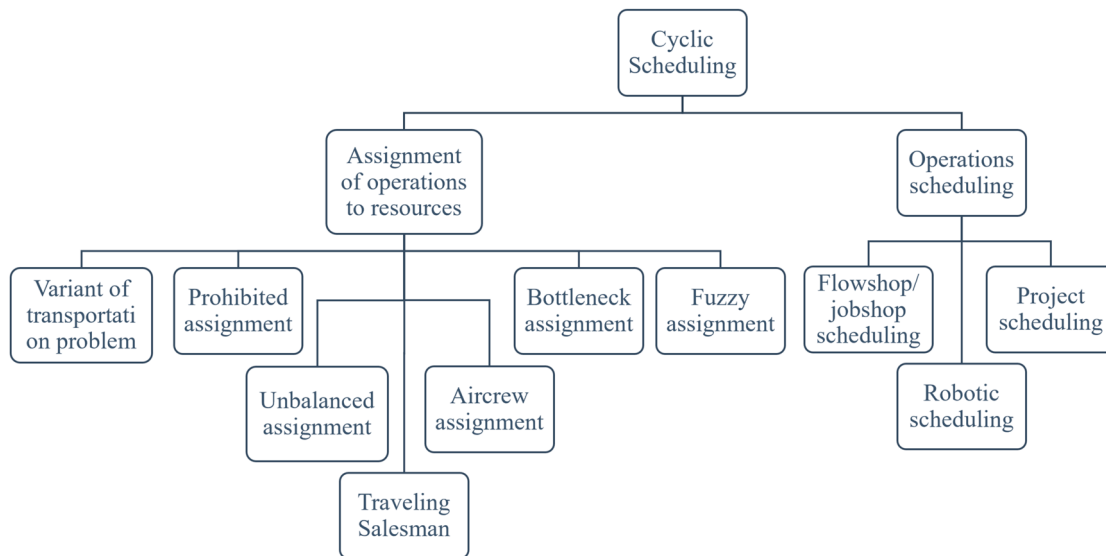 Cyclic
Scheduling
Assignment
of operations
to resources
Operations
scheduling
Variant of
transportati
on problem
Prohibited
assignment
Bottleneck
assignment
Fuzzy
assignment
Flowshop/
jobshop
scheduling
Project
scheduling
Unbalanced
assignment
Aircrew
assignment
Robotic
scheduling
Traveling
Salesman